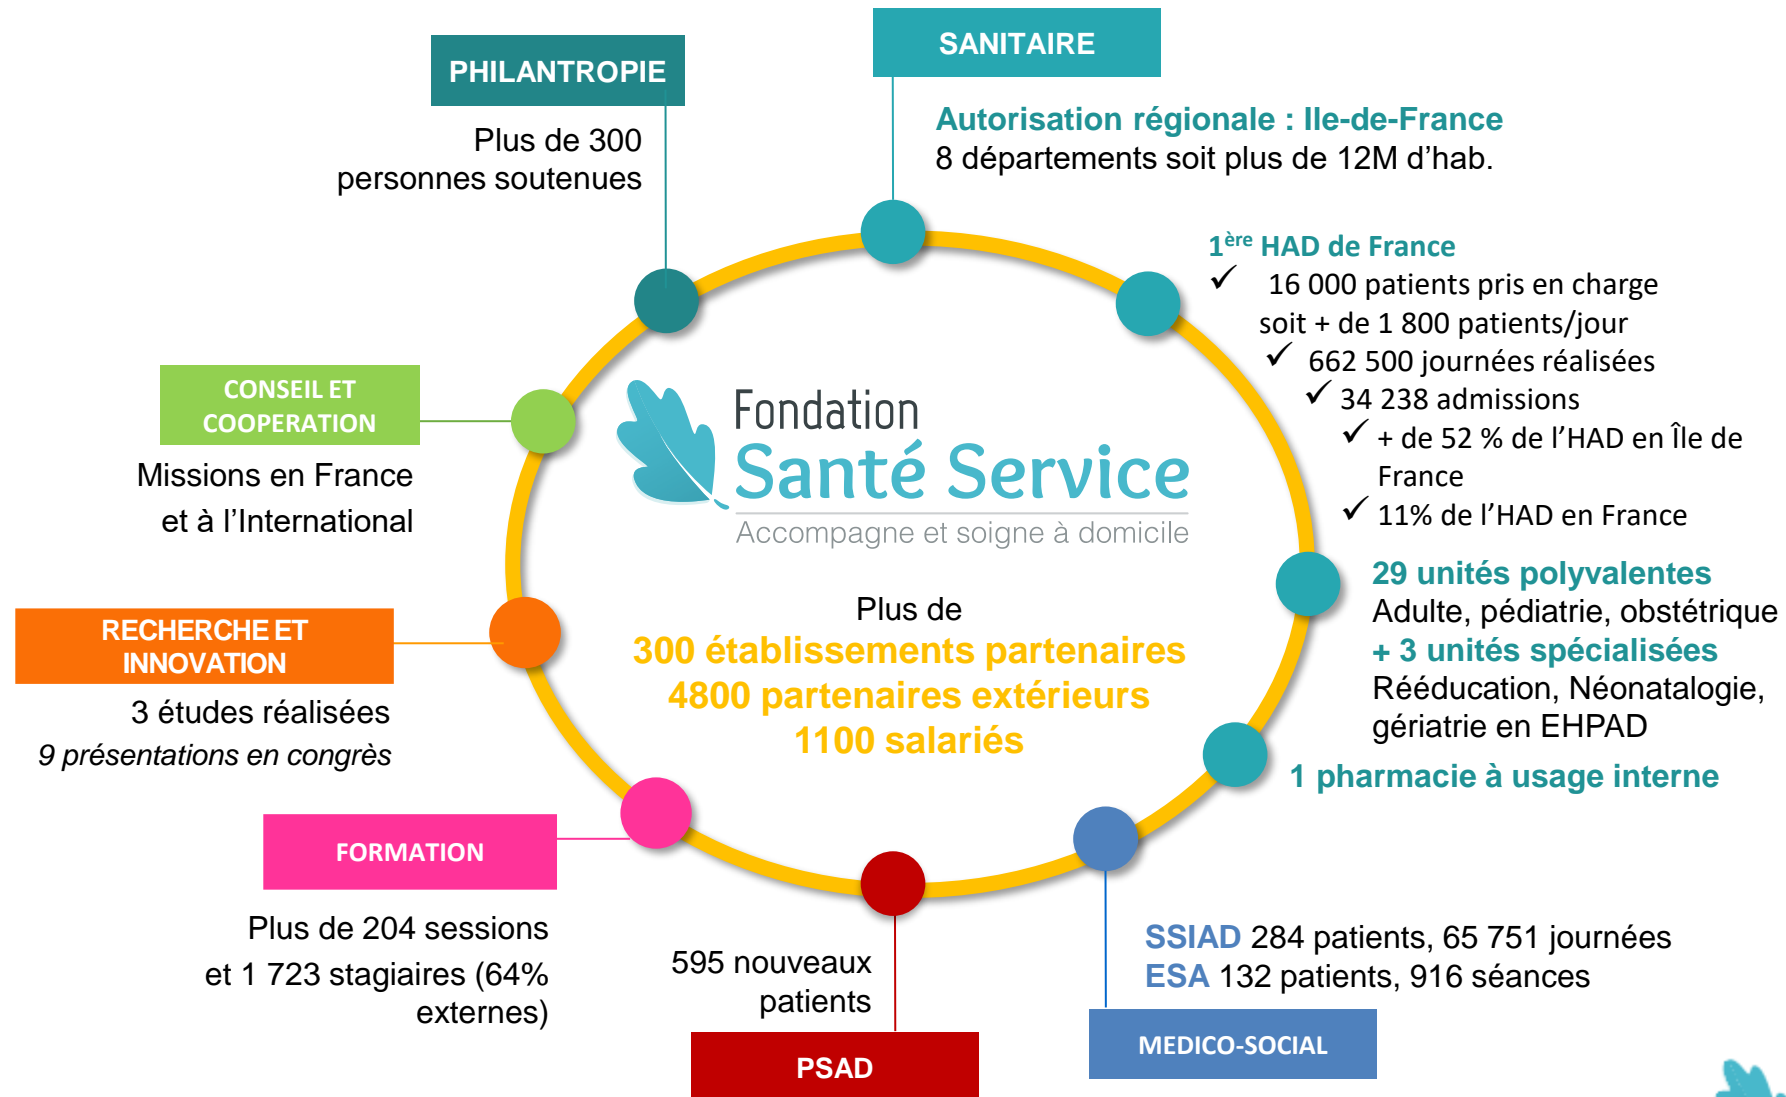 PHILANTROPIE
Plus de 300
personnes soutenues
SANITAIRE
Autorisation régionale : Ile-de-France
8 départements soit plus de 12M d’hab.
1ère HAD de France
✓ 16 000 patients pris en charge
soit + de 1 800 patients/jour
✓ 662 500 journées réalisées
✓ 34 238 admissions
✓ + de 52 % de l’HAD en Île de
France
✓ 11% de l’HAD en France
29 unités polyvalentes
Adulte, pédiatrie, obstétrique
+ 3 unités spécialisées
Rééducation, Néonatalogie,
gériatrie en EHPAD
1 pharmacie à usage interne
CONSEIL ET
COOPERATION
Missions en France
et à l’International
Fondation
Santé Service
Accompagne et soigne à domicile
Plus de
300 établissements partenaires
4800 partenaires extérieurs
1100 salariés
RECHERCHE ET
INNOVATION
3 études réalisées
9 présentations en congrès
FORMATION
Plus de 204 sessions
et 1 723 stagiaires (64%
externes)
595 nouveaux
patients
PSAD
SSIAD 284 patients, 65 751 journées
ESA 132 patients, 916 séances
MEDICO-SOCIAL